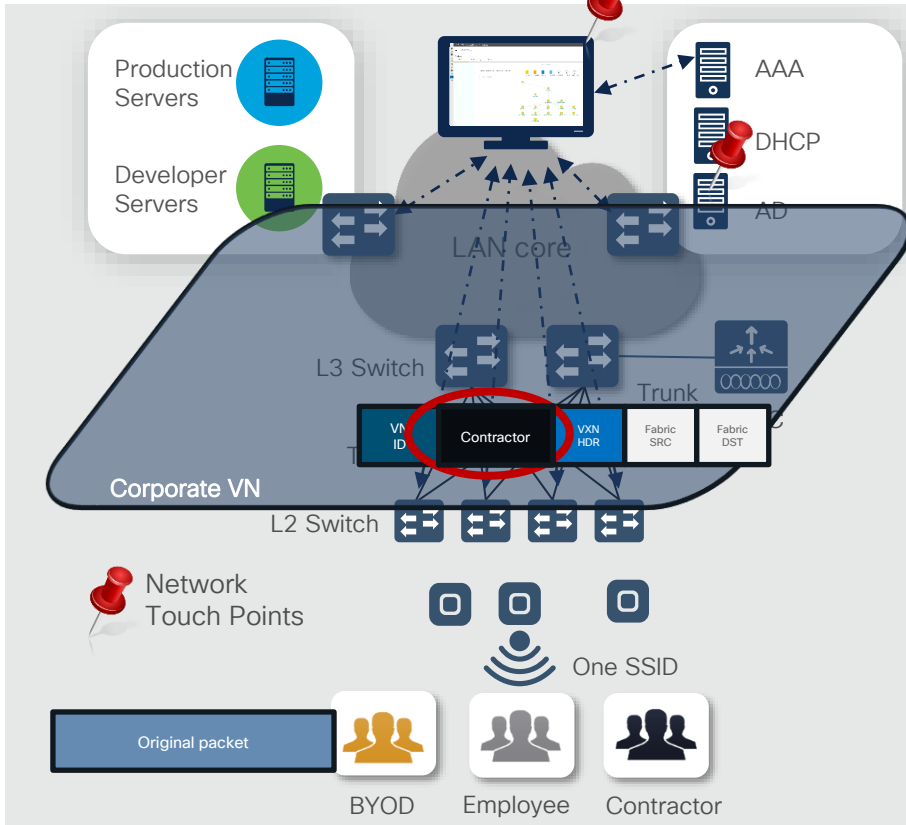 Production
Servers
Developer
Servers
AAA
DHCP
AD
LAN core
L3 Switch
Trunk
VN
ID
Contractor
VXN
HDR
Fabric
SRC
Fabric
DST
C
T
Corporate VN
L2 Switch
Network
Touch Points
One SSID
Original packet
BYOD
Employee
Contractor